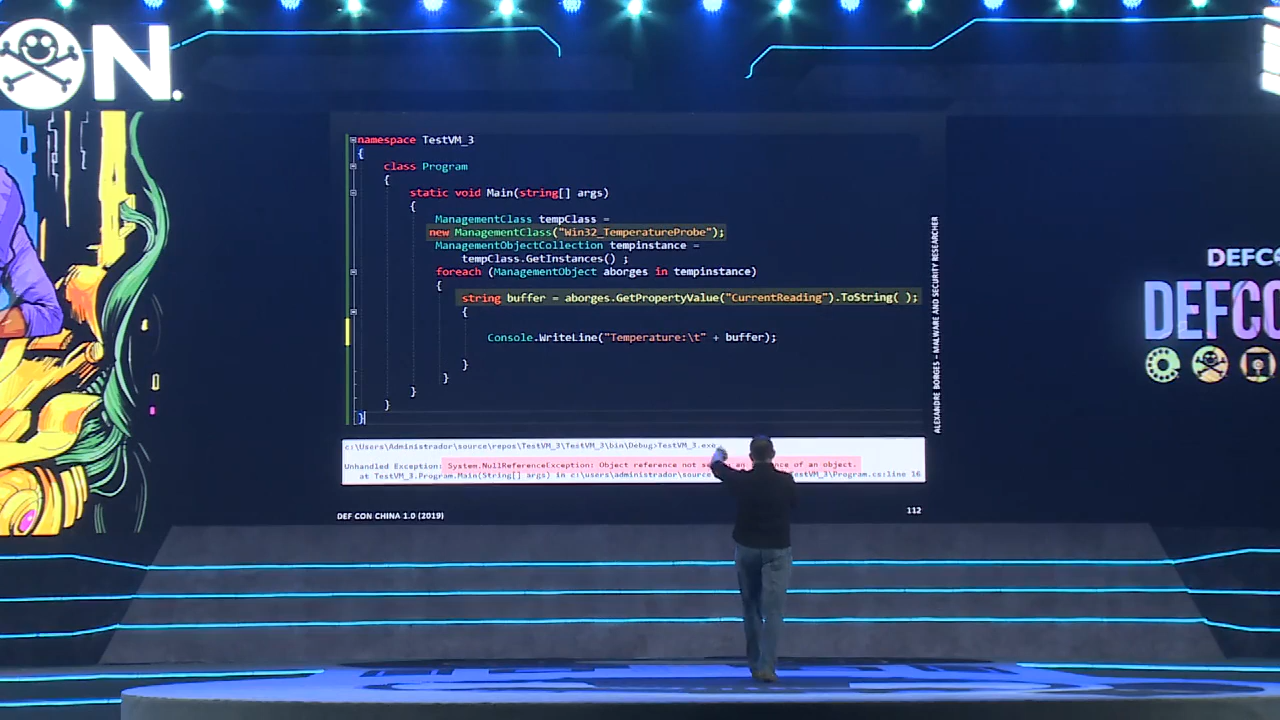 ON.
namespace TestVM_3
{
class Program
{
static void Main(string[] args)
{
ManagementClass tempClass =
new ManagementClass("Win32_TemperatureProbe");
ManagementObjectCollection tempinstance =
tempClass.GetInstances() ;
foreach (ManagementObject aborges in tempinstance)
{
string buffer = aborges.GetPropertyValue("CurrentReading").ToString( );
{
Console.WriteLine("Temperature:\t" + buffer);
}
}
}
}
}
c:\Users\Administrador\source\repos\TestVM_3\TestVM_3\bin\Debug>TestVM_3.exe
Unhandled Exception: System.NullReferenceException: Object reference not of an object.
at TestVM_3.Program.Main(String[] args) in c:\users\administrador\source TestVM_3\Program.cs:line 16
DEF CON CHINA 1.0 (2019)
112
ALEXANDRE BORGES – MALWARE AND SECURITY RESEARCHER
DEFCO
DEFCO